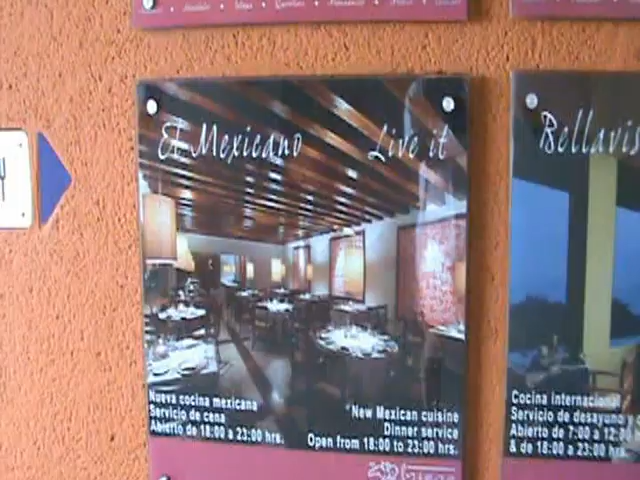 El Mexicano Live it
Nueva cocina mexicana
Servicio de cena
Abierto de 18:00 a 23:00 hrs.
New Mexican cuisine
Dinner service
Open from 18:00 to 23:00 hrs.
Bellavis
Cocina internacional
Servicio de desayuno y
Abierto de 7:00 a 12:
& de 18:00 a 23:00 hrs.